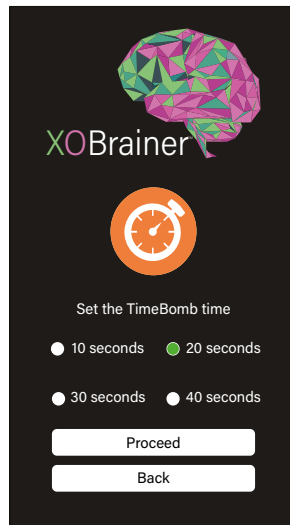 XOBrainer
Set the TimeBomb time
10 seconds
20 seconds
30 seconds
40 seconds
Proceed
Back